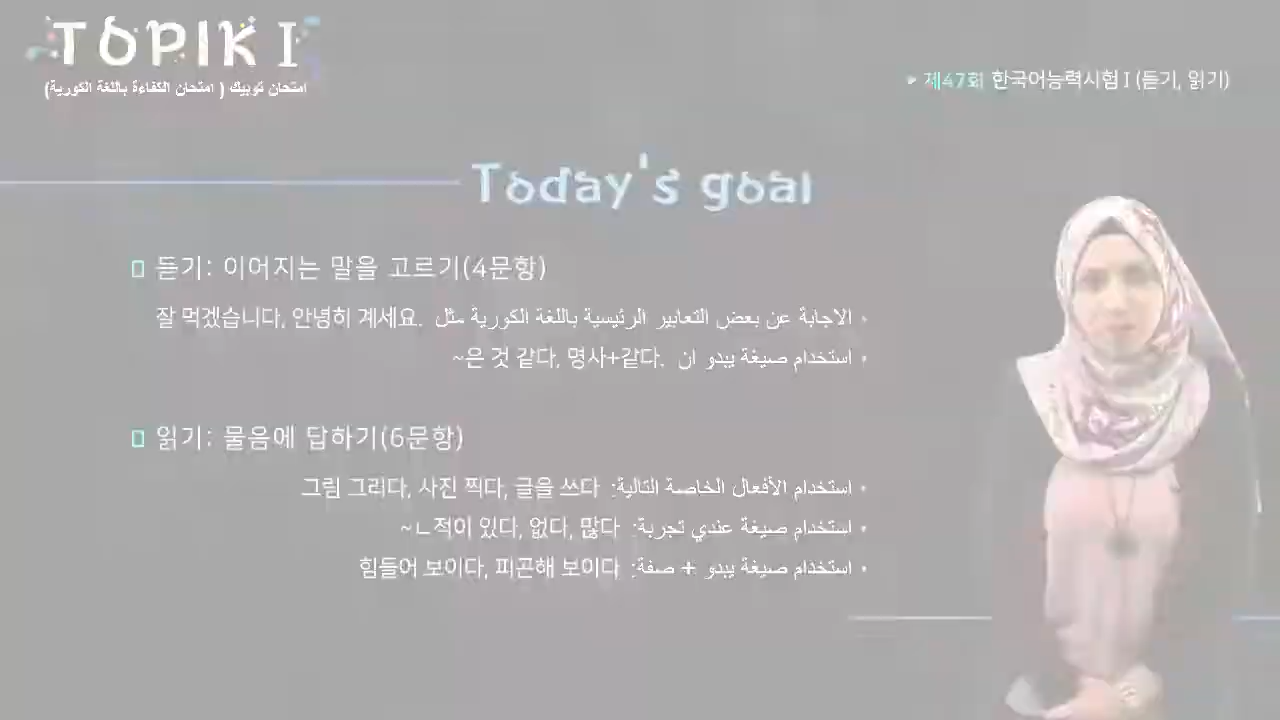 TOPIK I
امتحان توبيك ( امتحان الكفاءة باللغة الكورية)
제47회 한국어능력시험 I (듣기, 읽기)
Today's goal
듣기: 이어지는 말을 고르기(4문항)
• الاجابة عن بعض التعابير الرئيسية باللغة الكورية مثل 잘 먹겠습니다, 안녕히 계세요.
• استخدام صيغة يبدو ان ~은 것 같다, 명사+같다.
읽기: 물음에 답하기(6문항)
• استخدام الأفعال الخاصة التالية: 그림 그리다, 사진 찍다, 글을 쓰다
• استخدام صيغة عندي تجربة: ~ㄴ적이 있다, 없다, 많다
• استخدام صيغة يبدو + صفة: 힘들어 보이다, 피곤해 보이다